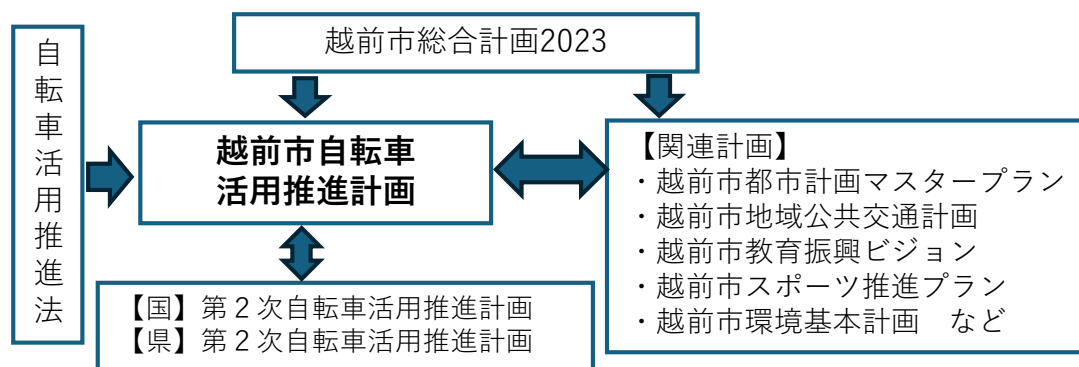 自転車活用推進法
越前市総合計画2023
越前市自転車
活用推進計画
【国】第２次自転車活用推進計画
【県】第２次自転車活用推進計画
【関連計画】
・越前市都市計画マスタープラン
・越前市地域公共交通計画
・越前市教育振興ビジョン
・越前市スポーツ推進プラン
・越前市環境基本計画　など